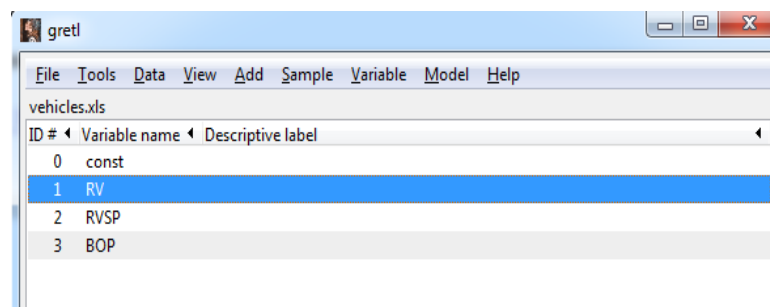 gretl
File Tools Data View Add Sample Variable Model Help
vehicles.xls
ID # Variable name Descriptive label
0 const
1 RV
2 RVSP
3 BOP